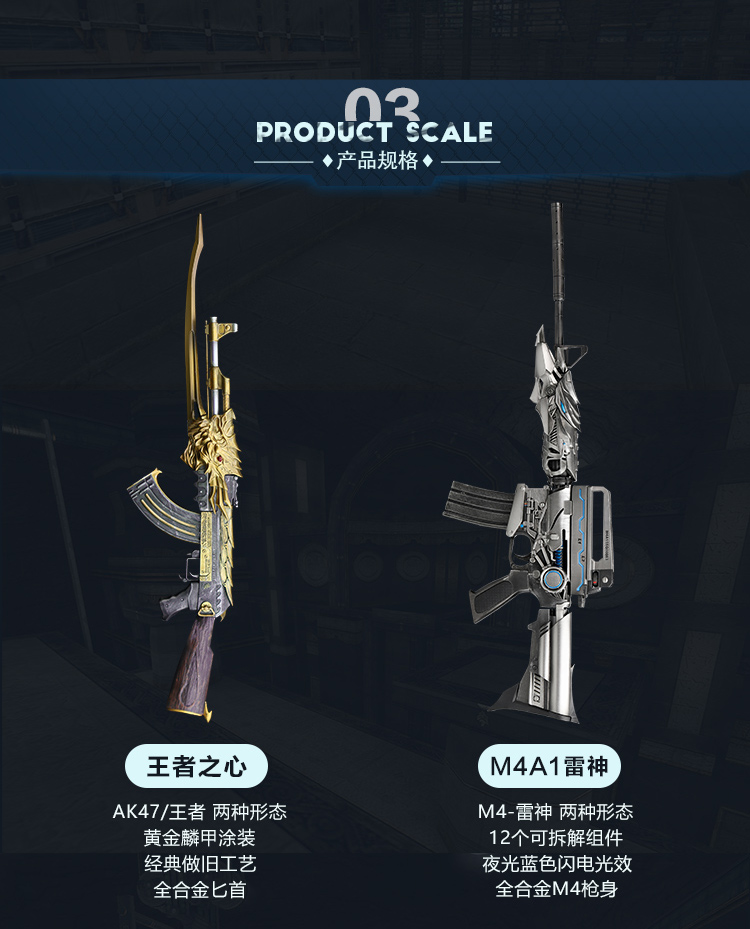 03
PRODUCT SCALE
♦产品规格♦
王者之心
AK47/王者 两种形态
黄金麟甲涂装
经典做旧工艺
全合金匕首
M4A1雷神
M4-雷神 两种形态
12个可拆解组件
夜光蓝色闪电光效
全合金M4枪身